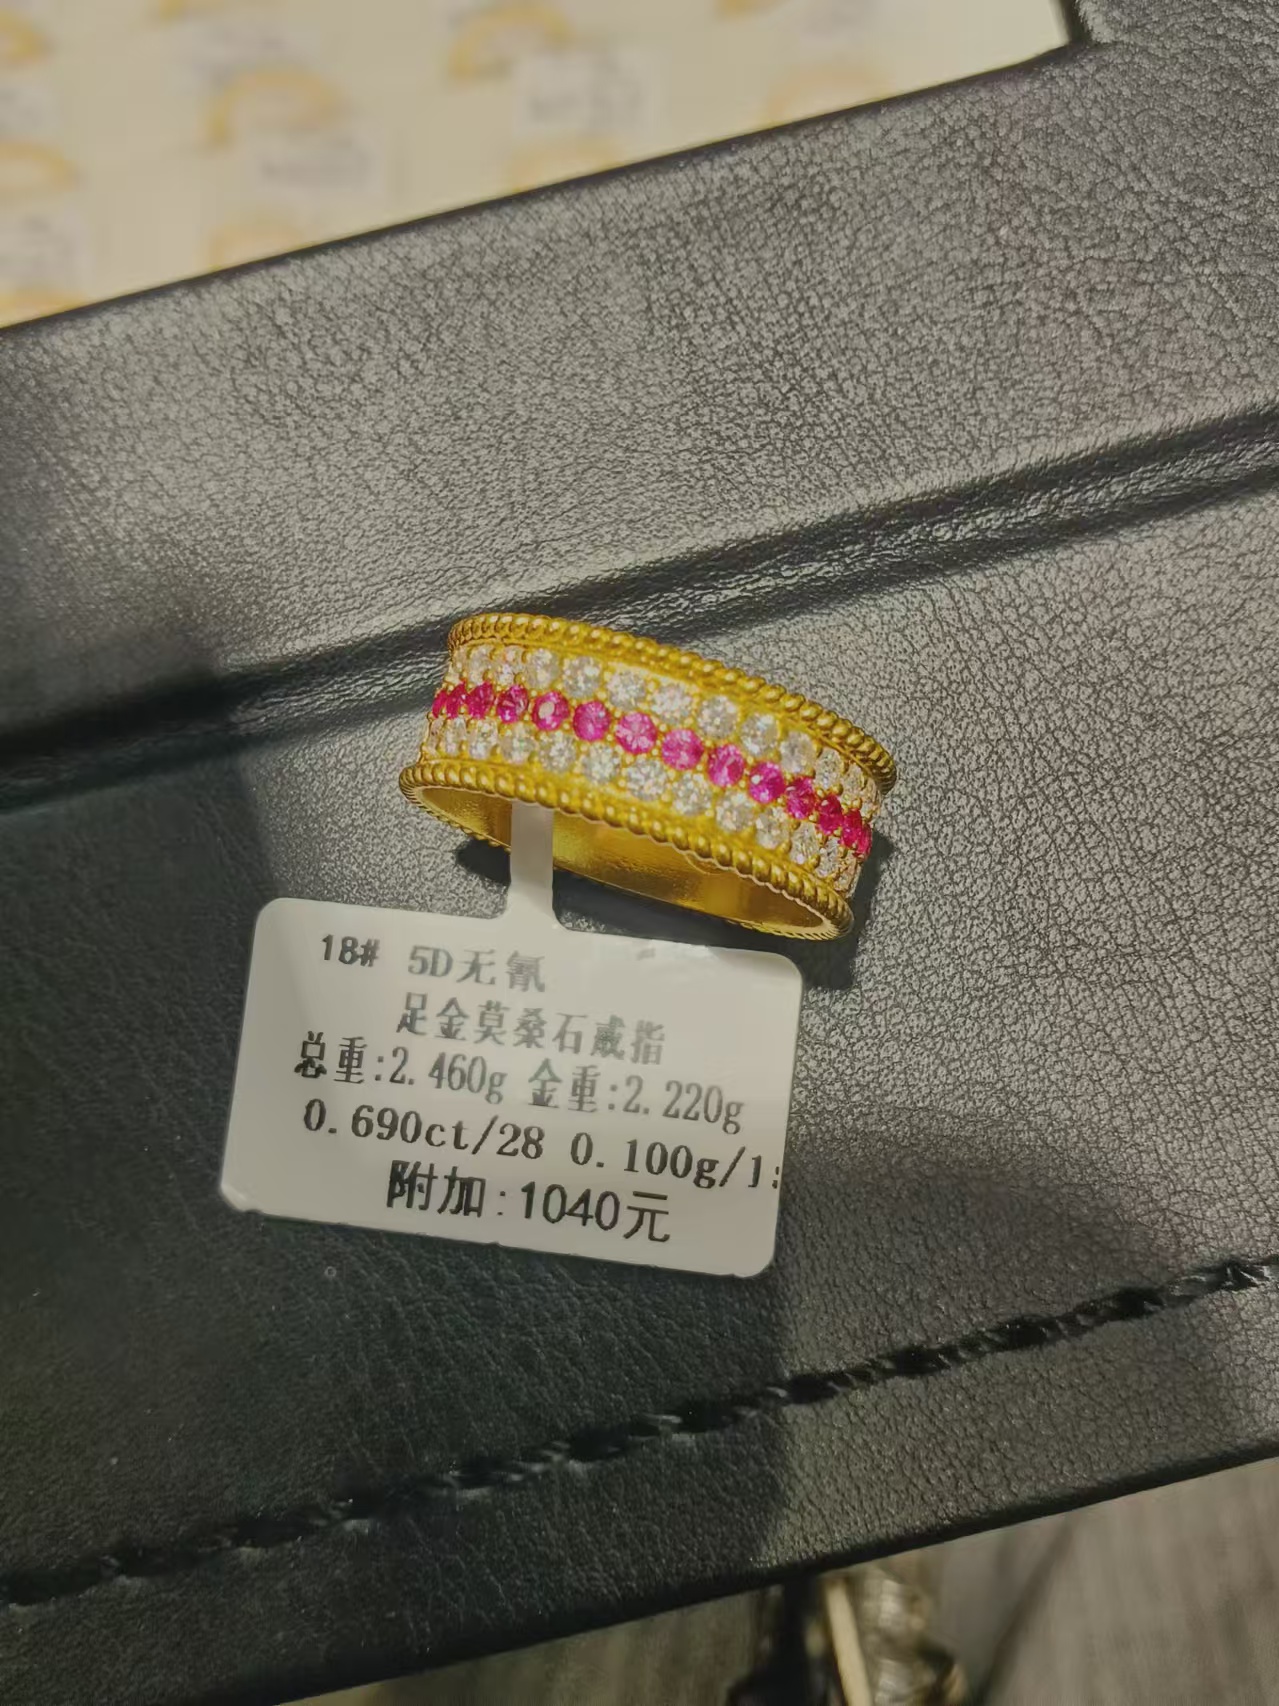 18# 5D无氰
足金莫桑石戒指
总重:2.460g 金重:2.220g
0.690ct/28 0.100g/1
附加:1040元